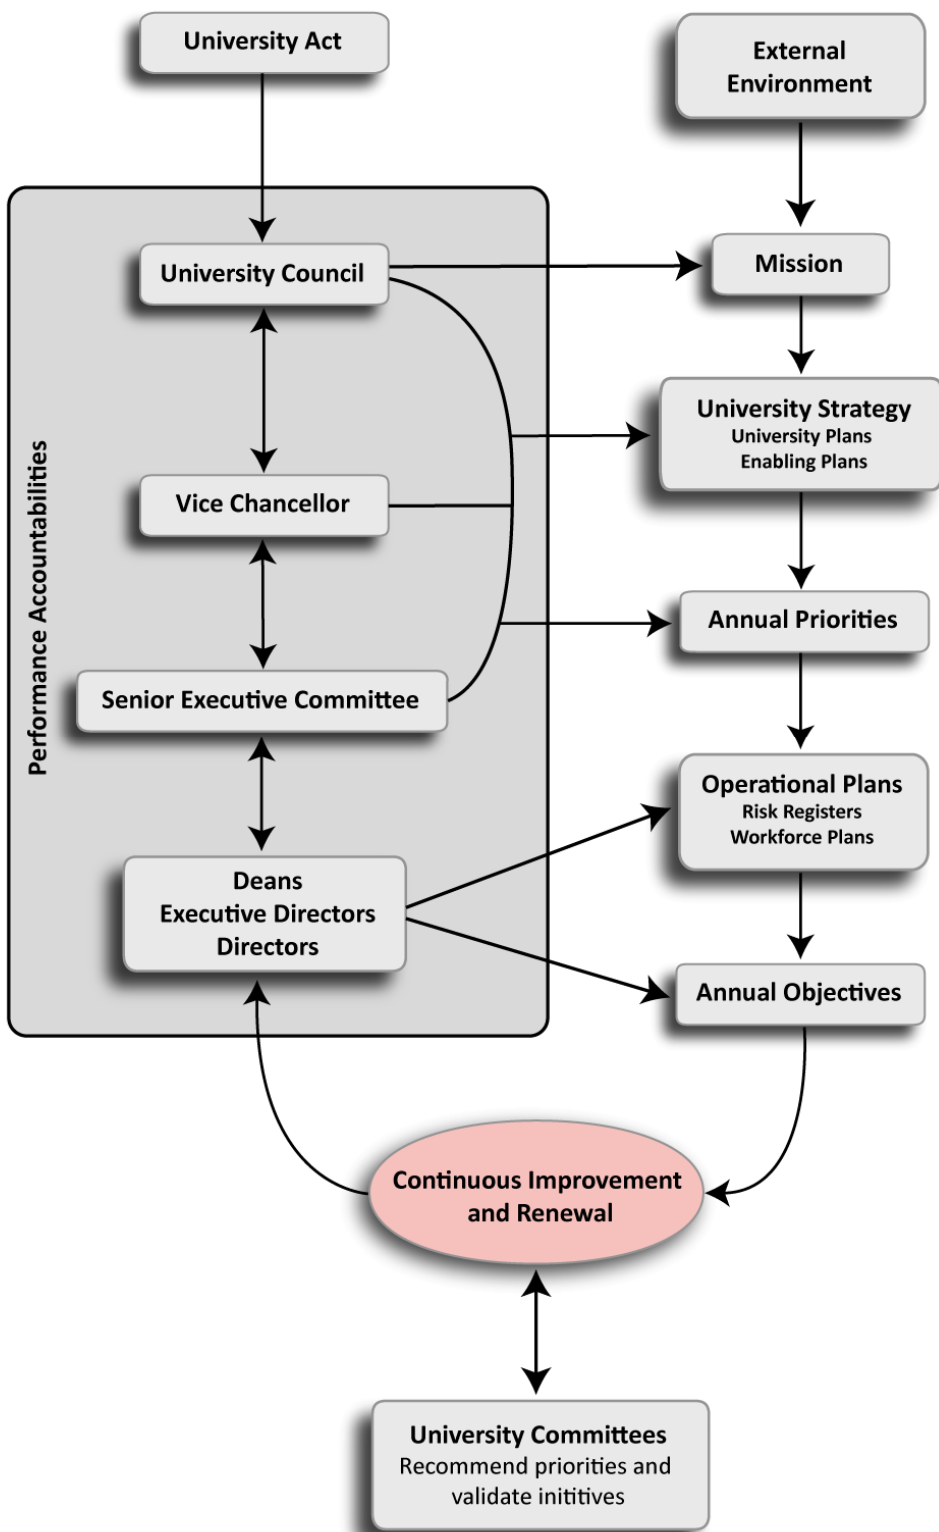 University Act
External
Environment
University Council
Mission
University Strategy
University Plans
Enabling Plans
Performance Accountabilities
Vice Chancellor
Annual Priorities
Senior Executive Committee
Operational Plans
Risk Registers
Workforce Plans
Deans
Executive Directors
Directors
Annual Objectives
Continuous Improvement
and Renewal
University Committees
Recommend priorities and
validate inititives